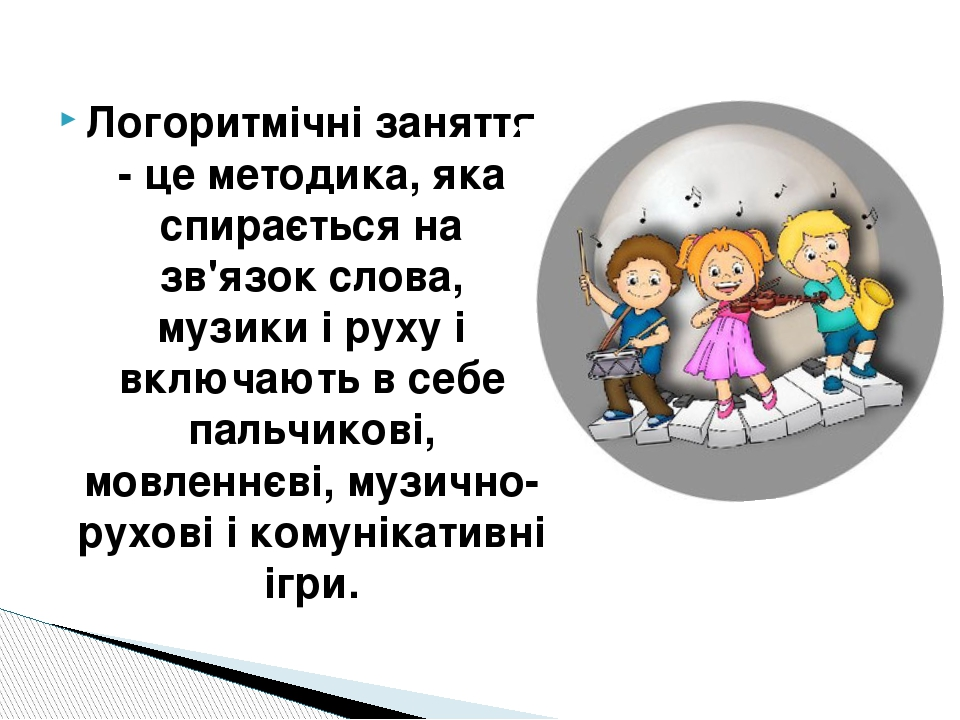 Логоритмічні заняття
- це методика, яка
спирається на
зв'язок слова,
музики і руху і
включають в себе
пальчикові,
мовленнєві, музично-
рухові і комунікативні
ігри.